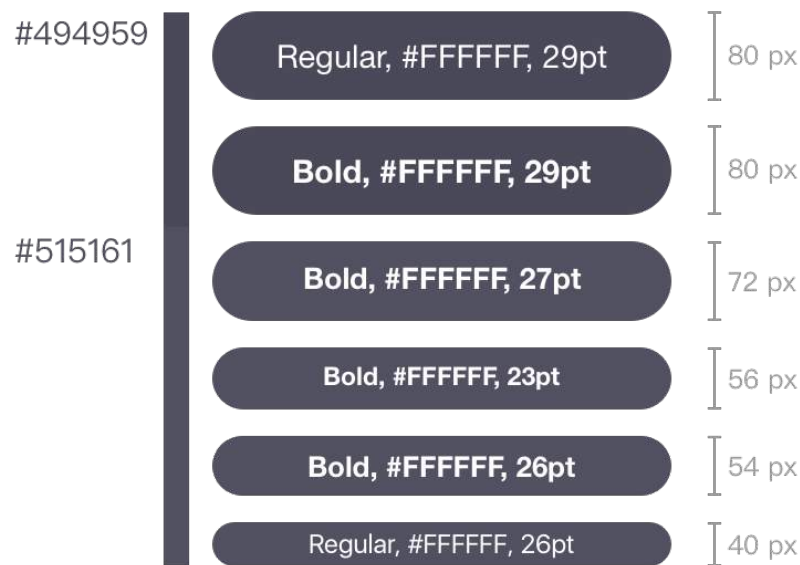 #494959
Regular, #FFFFFF, 29pt
80 px
Bold, #FFFFFF, 29pt
80 px
#515161
Bold, #FFFFFF, 27pt
72 px
Bold, #FFFFFF, 23pt
56 px
Bold, #FFFFFF, 26pt
54 px
Regular, #FFFFFF, 26pt
40 px